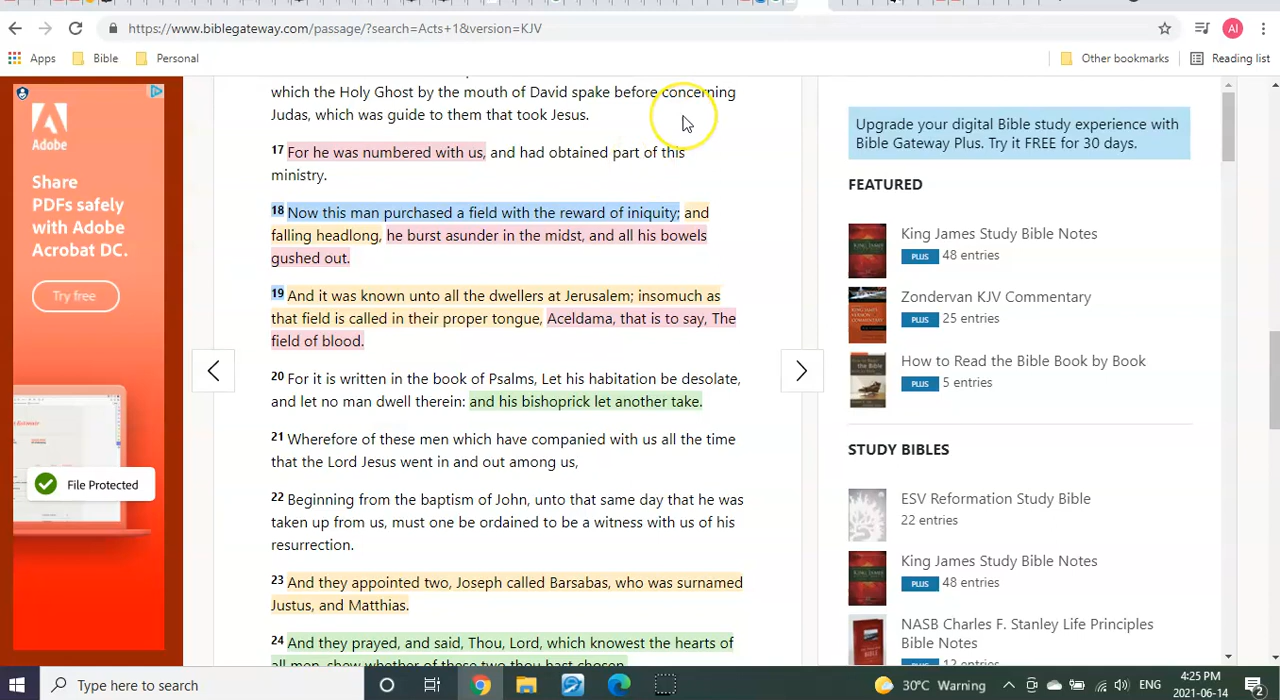 https://www.biblegateway.com/passage/?search=Acts+1&version=KJV
AI
Apps
Bible
Personal
Other bookmarks
Reading list
Adobe
Share
PDFs safely
with Adobe
Acrobat DC.
Try free
File Protected
which the Holy Ghost by the mouth of David spake before concerning
Judas, which was guide to them that took Jesus.
17 For he was numbered with us, and had obtained part of this
ministry.
18 Now this man purchased a field with the reward of iniquity; and
falling headlong, he burst asunder in the midst, and all his bowels
gushed out.
19 And it was known unto all the dwellers at Jerusalem; insomuch as
that field is called in their proper tongue, Aceldama, that is to say, The
field of blood.
20 For it is written in the book of Psalms, Let his habitation be desolate,
and let no man dwell therein: and his bishoprick let another take.
21 Wherefore of these men which have companied with us all the time
that the Lord Jesus went in and out among us,
22 Beginning from the baptism of John, unto that same day that he was
taken up from us, must one be ordained to be a witness with us of his
resurrection.
23 And they appointed two, Joseph called Barsabas, who was surnamed
Justus, and Matthias.
24 And they prayed, and said, Thou, Lord, which knowest the hearts of
all men, shew whether of these two thou hast chosen,
Upgrade your digital Bible study experience with
Bible Gateway Plus. Try it FREE for 30 days.
FEATURED
King James Study Bible Notes
PLUS 48 entries
Zondervan KJV Commentary
PLUS 25 entries
How to Read the Bible Book by Book
PLUS 5 entries
STUDY BIBLES
ESV Reformation Study Bible
22 entries
King James Study Bible Notes
PLUS 48 entries
NASB Charles F. Stanley Life Principles
Bible Notes
PLUS 12 entries
Type here to search
30°C Warning
ENG
4:25 PM
2021-06-14
2